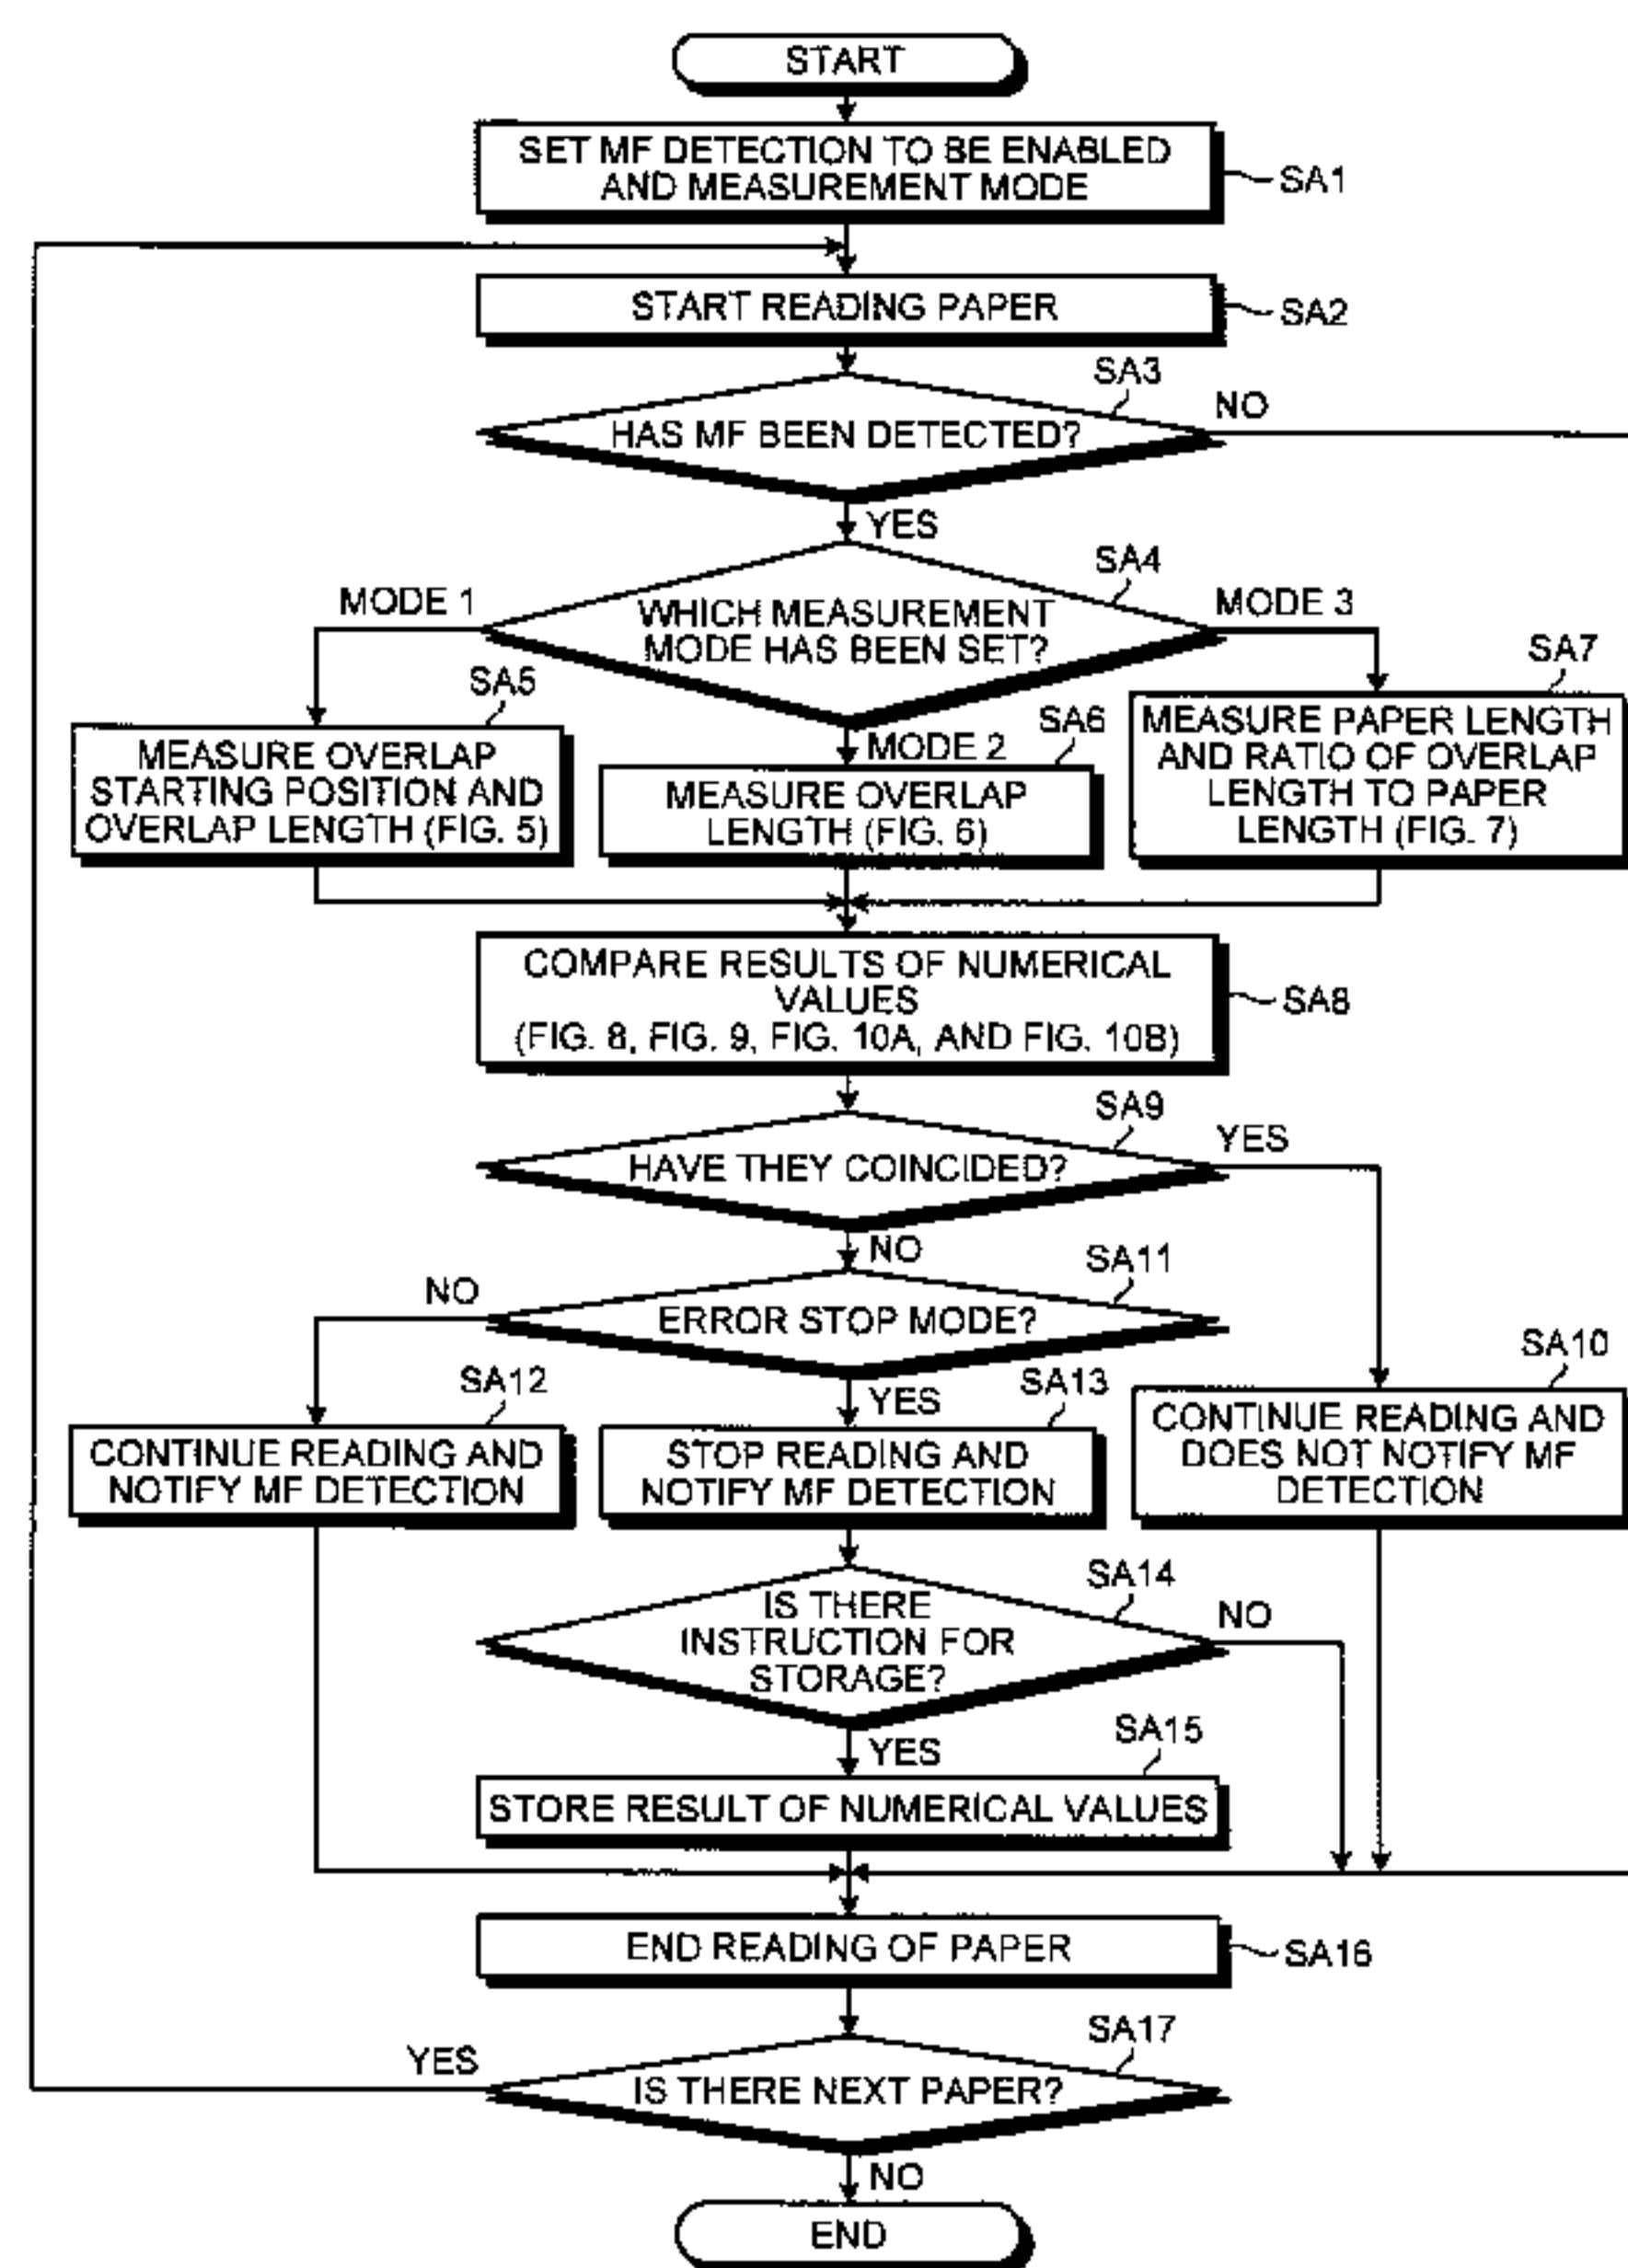 START
SET MF DETECTION TO BE ENABLED
AND MEASUREMENT MODE
SA1
START READING PAPER
SA2
SA3
HAS MF BEEN DETECTED?
NO
YES
SA4
MODE 1
WHICH MEASUREMENT
MODE HAS BEEN SET?
MODE 3
SA5
MEASURE OVERLAP
STARTING POSITION AND
OVERLAP LENGTH (FIG. 5)
MODE 2
SA6
MEASURE OVERLAP
LENGTH (FIG. 6)
SA7
MEASURE PAPER LENGTH
AND RATIO OF OVERLAP
LENGTH TO PAPER
LENGTH (FIG. 7)
COMPARE RESULTS OF NUMERICAL
VALUES
(FIG. 8, FIG. 9, FIG. 10A, AND FIG. 10B)
SA8
SA9
HAVE THEY COINCIDED?
YES
NO
SA11
NO
ERROR STOP MODE?
SA12
CONTINUE READING AND
NOTIFY MF DETECTION
YES
SA13
STOP READING AND
NOTIFY MF DETECTION
SA10
CONTINUE READING AND
DOES NOT NOTIFY MF
DETECTION
SA14
IS THERE
INSTRUCTION FOR
STORAGE?
NO
YES
SA15
STORE RESULT OF NUMERICAL VALUES
END READING OF PAPER
SA16
SA17
YES
IS THERE NEXT PAPER?
NO
END